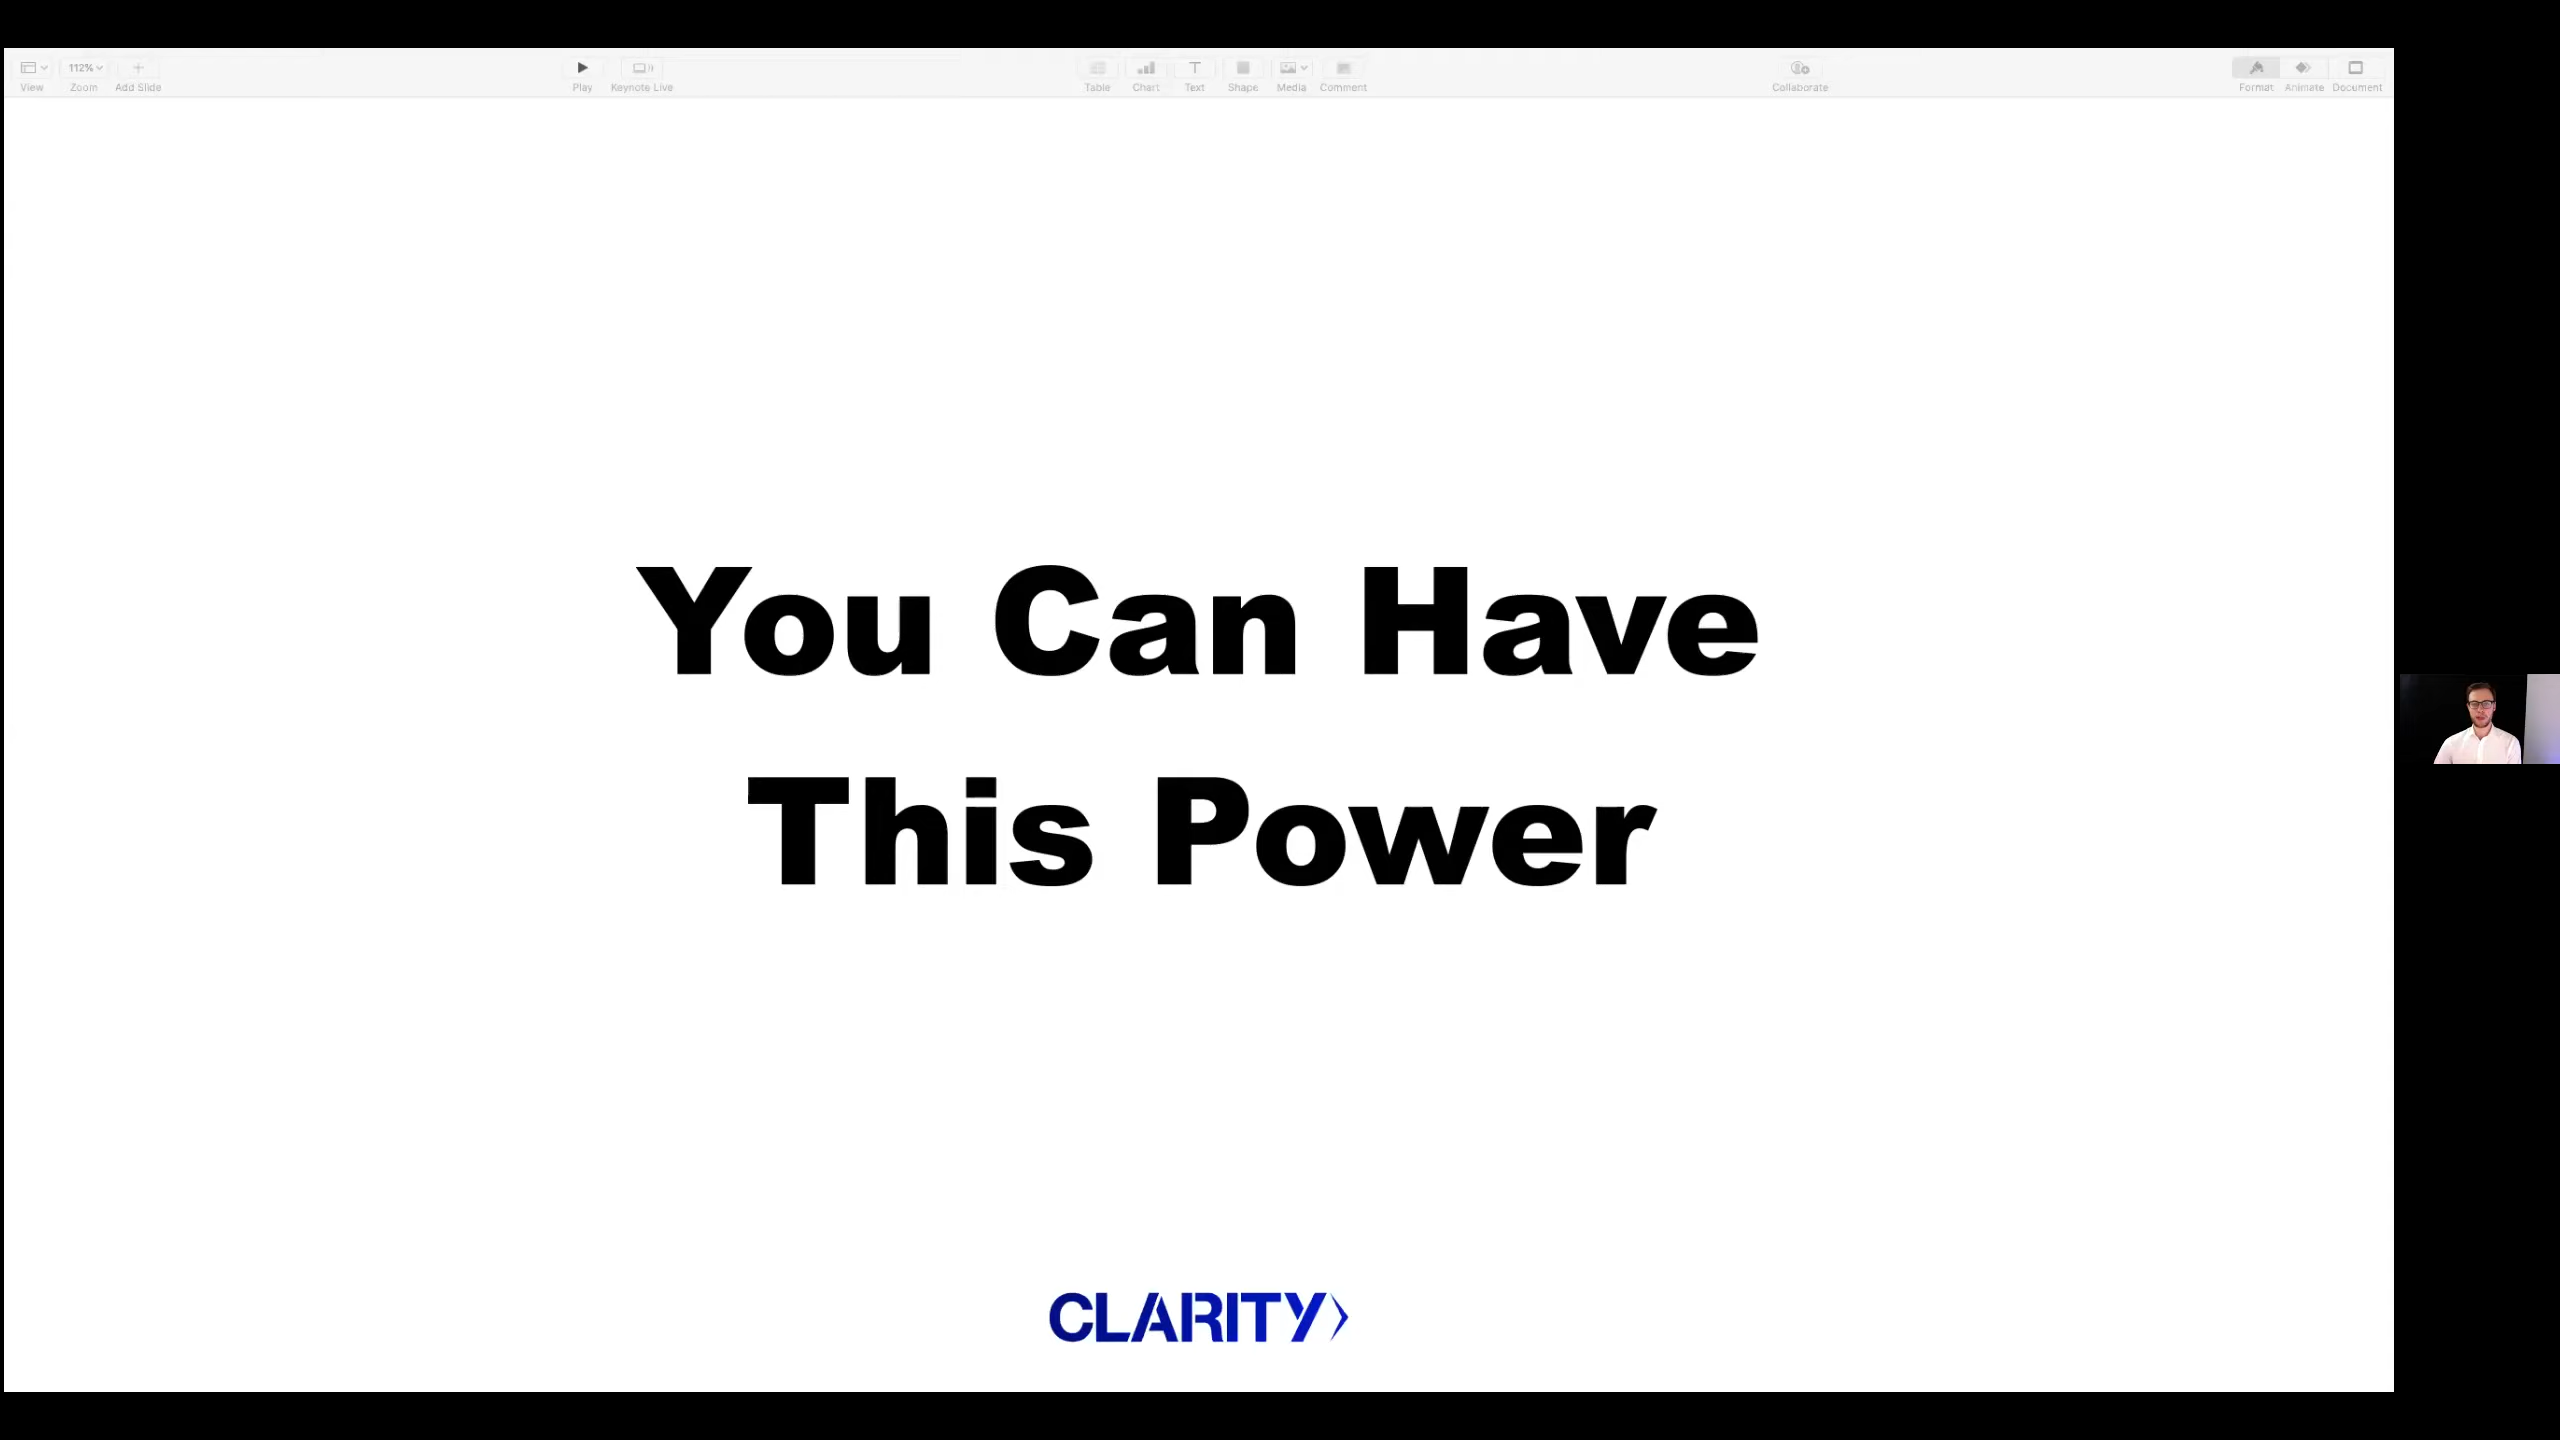 112%
View Zoom Add Slide Play Keynote Live Table Chart Text Shape Media Comment Collaborate Format Animate Document
You Can Have
This Power
CLARITY